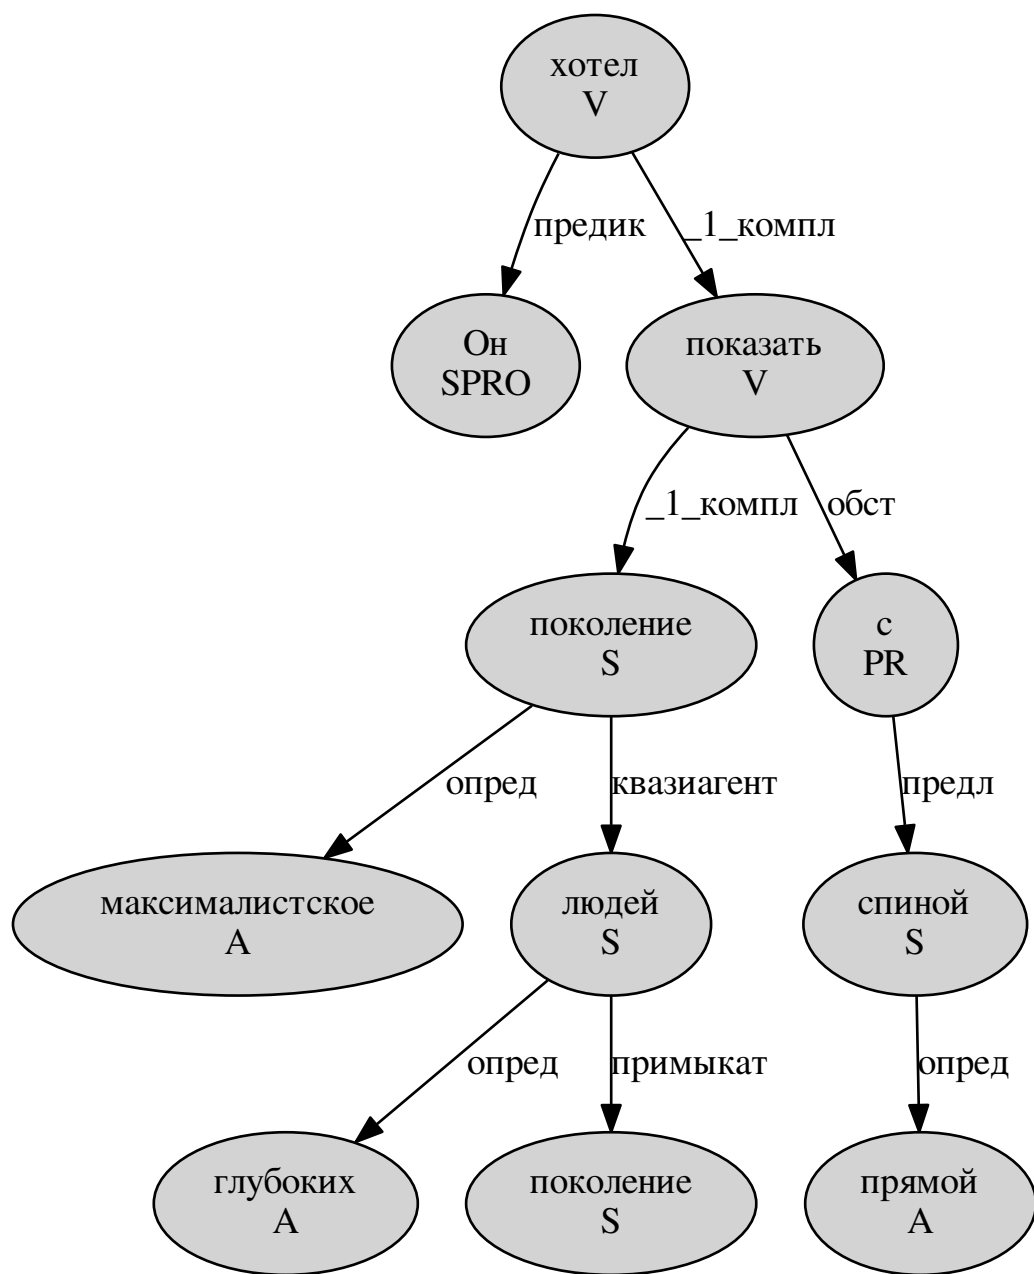 хотел
V
предик
_1_компл
Он
SPRO
показать
V
_1_компл
обст
поколение
S
с
PR
опред
квазиагент
предл
максималистское
A
людей
S
спиной
S
опред
примыкат
опред
глубоких
A
поколение
S
прямой
A